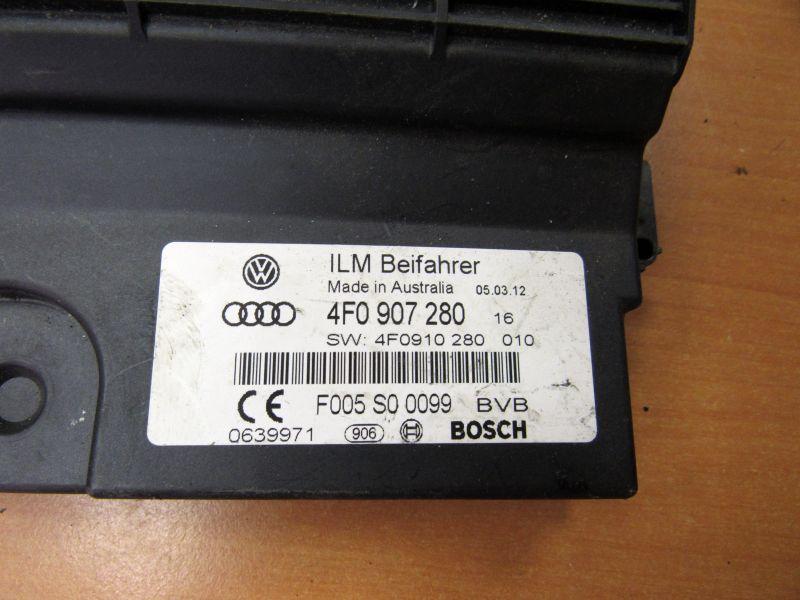 ILM Beifahrer
Made in Australia 05.03.12
4F0 907 280 16
SW: 4F0910 280 010
CE F005 S0 0099 BVB
0639971 906 BOSCH